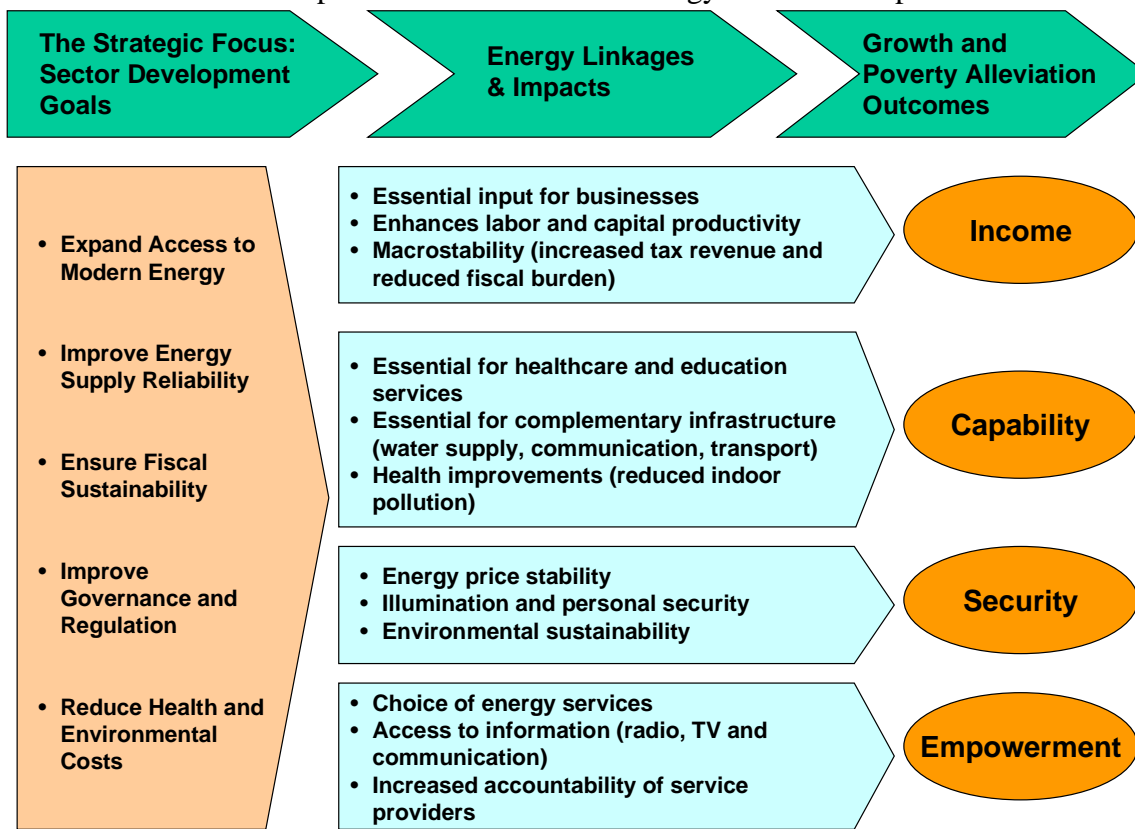 The Strategic Focus:
Sector Development
Goals
Energy Linkages
& Impacts
Growth and
Poverty Alleviation
Outcomes
• Expand Access to
Modern Energy
• Improve Energy
Supply Reliability
• Ensure Fiscal
Sustainability
• Improve
Governance and
Regulation
• Reduce Health and
Environmental
Costs
• Essential input for businesses
• Enhances labor and capital productivity
• Macrostability (increased tax revenue and
reduced fiscal burden)
Income
• Essential for healthcare and education
services
• Essential for complementary infrastructure
(water supply, communication, transport)
• Health improvements (reduced indoor
pollution)
Capability
• Energy price stability
• Illumination and personal security
• Environmental sustainability
Security
• Choice of energy services
• Access to information (radio, TV and
communication)
• Increased accountability of service
providers
Empowerment